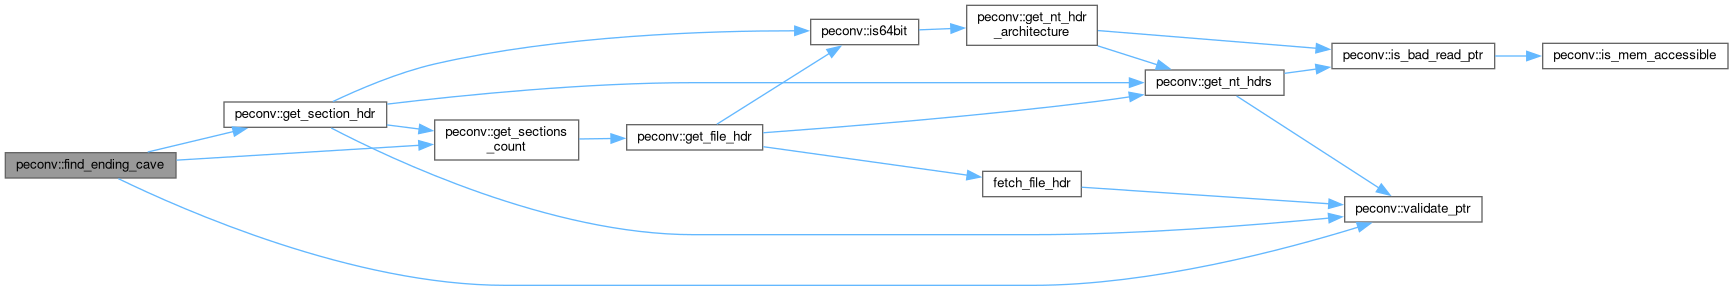 peconv::find_ending_cave
peconv::get_section_hdr
peconv::get_sections
_count
peconv::get_file_hdr
peconv::is64bit
peconv::get_nt_hdr
_architecture
fetch_file_hdr
peconv::get_nt_hdrs
peconv::is_bad_read_ptr
peconv::validate_ptr
peconv::is_mem_accessible